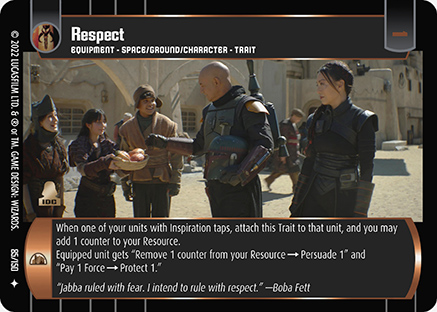 Respect
EQUIPMENT - SPACE/GROUND/CHARACTER - TRAIT
© 2022 LUCASFILM LTD. & ® or TM. GAME DESIGN: WIZARDS.
85/150
IDC
When one of your units with Inspiration taps, attach this Trait to that unit, and you may
add 1 counter to your Resource.
Equipped unit gets “Remove 1 counter from your Resource → Persuade 1” and
“Pay 1 Force → Protect 1.”
“Jabba ruled with fear. I intend to rule with respect.” —Boba Fett